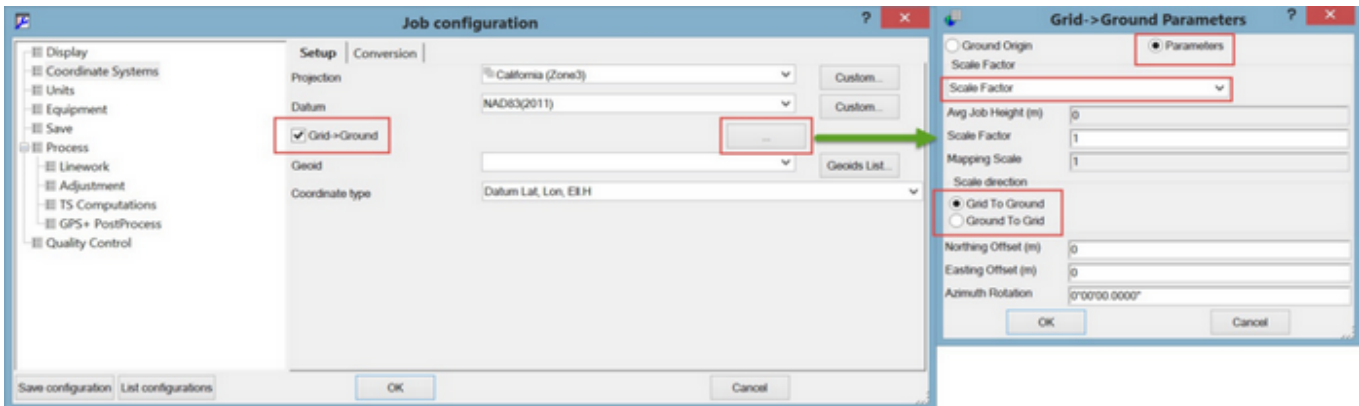 Job configuration
?
Display
Coordinate Systems
Units
Equipment
Save
Process
Linework
Adjustment
TS Computations
GPS+ PostProcess
Quality Control
Setup
Conversion
Projection
California (Zone3)
Custom...
Datum
NAD83(2011)
Custom...
Grid->Ground
...
Geoid
Geoids List...
Coordinate type
Datum Lat, Lon, Ell.H
Save configuration
List configurations
OK
Cancel
Grid->Ground Parameters
?
Ground Origin
Parameters
Scale Factor
Scale Factor
Avg Job Height (m)
0
Scale Factor
1
Mapping Scale
1
Scale direction
Grid To Ground
Ground To Grid
Northing Offset (m)
0
Easting Offset (m)
0
Azimuth Rotation
0°00'00.0000"
OK
Cancel